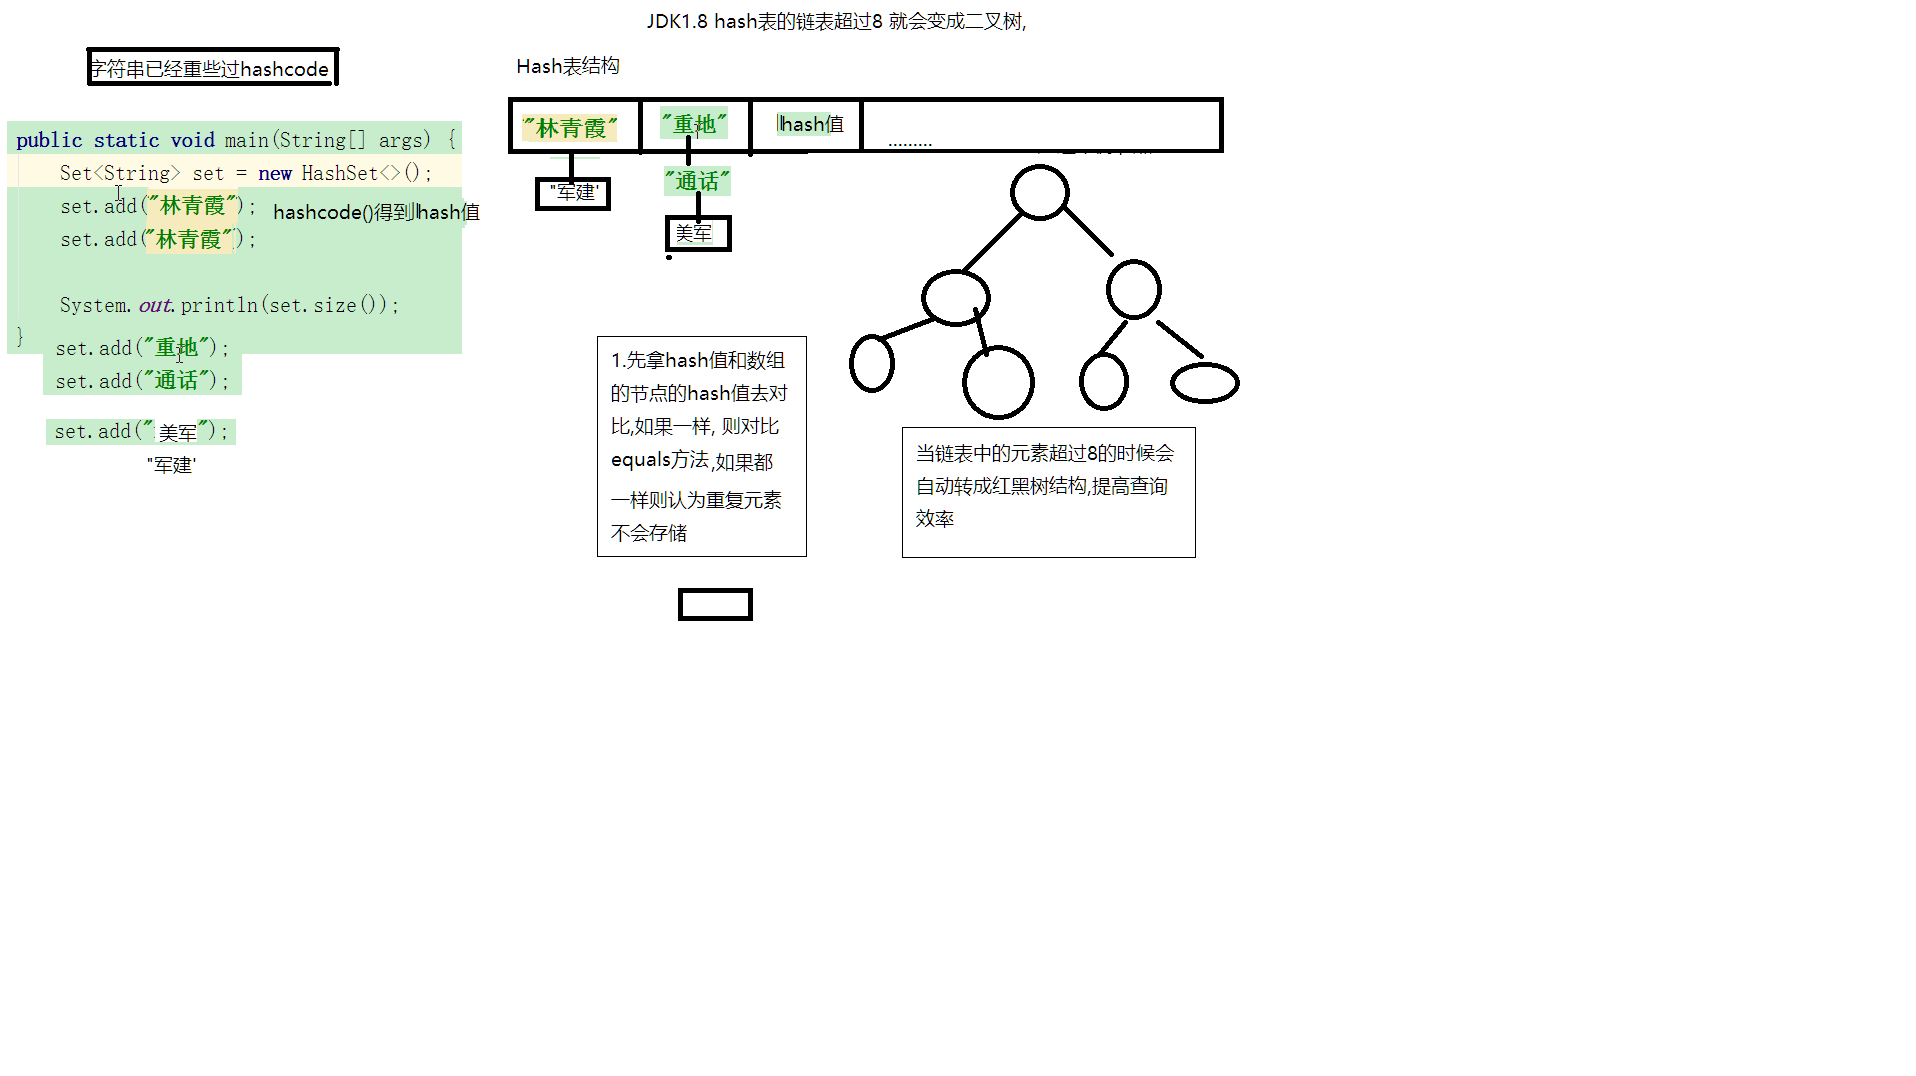 JDK1.8 hash表的链表超过8 就会变成二叉树,
字符串已经重些过hashcode
Hash表结构
public static void main(String[] args) {
Set<String> set = new HashSet<>();
set.add("林青霞");
hashcode()得到hash值
set.add("林青霞");
System.out.println(set.size());
}
set.add("重地");
set.add("通话");
set.add("美军");
"军建'
"林青霞"
"重地"
hash值
.........
"军建'
"通话"
美军
1.先拿hash值和数组
的节点的hash值去对
比,如果一样, 则对比
equals方法,如果都
一样则认为重复元素
不会存储
当链表中的元素超过8的时候会
自动转成红黑树结构,提高查询
效率